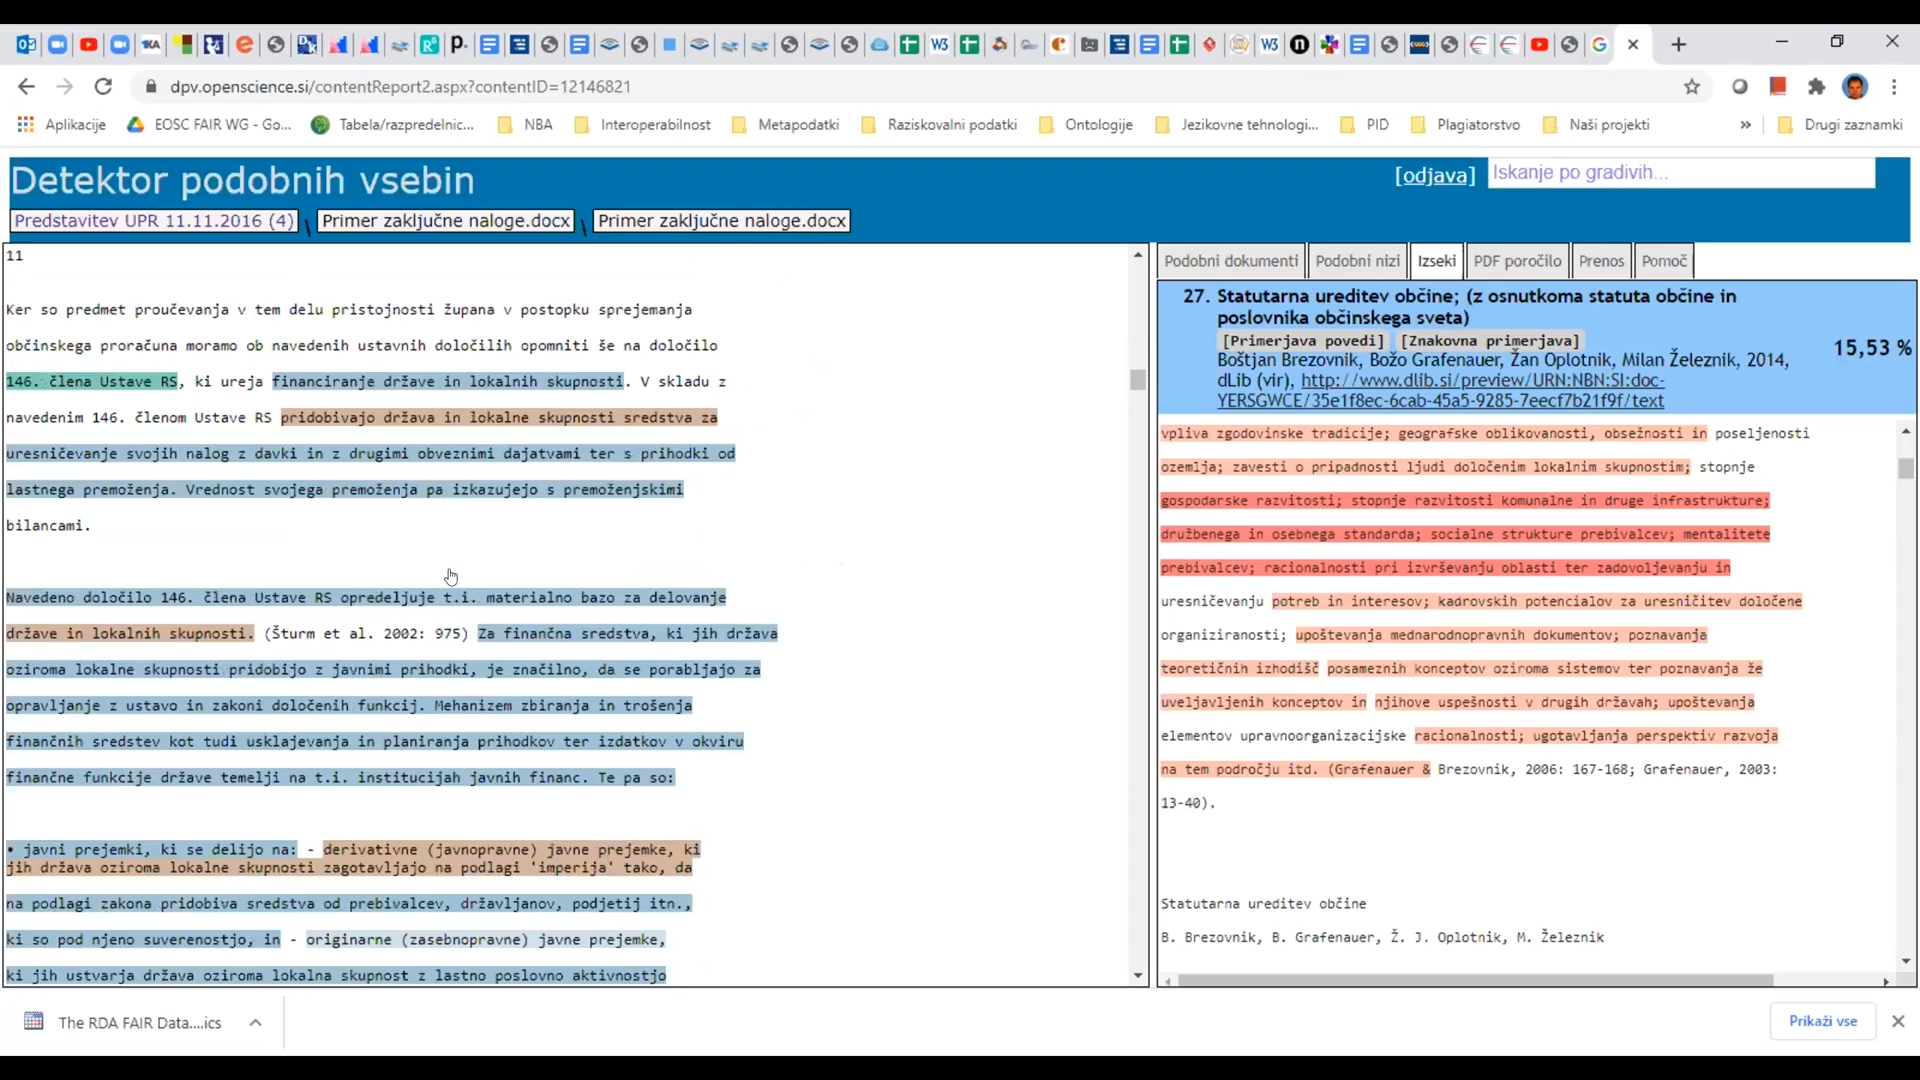 dpv.openscience.si/contentReport2.aspx?contentID=12146821
Aplikacije
EOSC FAIR WG - Go...
Tabela/razpredelnic...
NBA
Interoperabilnost
Metapodatki
Raziskovalni podatki
Ontologije
Jezikovne tehnologi...
PID
Plagiatorstvo
Naši projekti
»
Drugi zaznamki
Detektor podobnih vsebin
[odjava]
Iskanje po gradivih...
Predstavitev UPR 11.11.2016 (4) \ Primer zaključne naloge.docx \ Primer zaključne naloge.docx
11
Ker so predmet proučevanja v tem delu pristojnosti župana v postopku sprejemanja
občinskega proračuna moramo ob navedenih ustavnih določilih opomniti še na določilo
146. člena Ustave RS, ki ureja financiranje države in lokalnih skupnosti. V skladu z
navedenim 146. členom Ustave RS pridobivajo država in lokalne skupnosti sredstva za
uresničevanje svojih nalog z davki in z drugimi obveznimi dajatvami ter s prihodki od
lastnega premoženja. Vrednost svojega premoženja pa izkazujejo s premoženjskimi
bilancami.
Navedeno določilo 146. člena Ustave RS opredeljuje t.i. materialno bazo za delovanje
države in lokalnih skupnosti. (Šturm et al. 2002: 975) Za finančna sredstva, ki jih država
oziroma lokalne skupnosti pridobijo z javnimi prihodki, je značilno, da se porabljajo za
opravljanje z ustavo in zakoni določenih funkcij. Mehanizem zbiranja in trošenja
finančnih sredstev kot tudi usklajevanja in planiranja prihodkov ter izdatkov v okviru
finančne funkcije države temelji na t.i. institucijah javnih financ. Te pa so:
• javni prejemki, ki se delijo na: - derivativne (javnopravne) javne prejemke, ki
jih država oziroma lokalne skupnosti zagotavljajo na podlagi 'imperija' tako, da
na podlagi zakona pridobiva sredstva od prebivalcev, državljanov, podjetij itn.,
ki so pod njeno suverenostjo, in - originarne (zasebnopravne) javne prejemke,
ki jih ustvarja država oziroma lokalna skupnost z lastno poslovno aktivnostjo
Podobni dokumenti
Podobni nizi
Izseki
PDF poročilo
Prenos
Pomoč
27. Statutarna ureditev občine; (z osnutkoma statuta občine in
poslovnika občinskega sveta)
[Primerjava povedi] [Znakovna primerjava]
15,53 %
Boštjan Brezovnik, Božo Grafenauer, Žan Oplotnik, Milan Železnik, 2014,
dLib (vir), http://www.dlib.si/preview/URN:NBN:SI:doc-
YERSGWCE/35e1f8ec-6cab-45a5-9285-7eecf7b21f9f/text
vpliva zgodovinske tradicije; geografske oblikovanosti, obsežnosti in poseljenosti
ozemlja; zavesti o pripadnosti ljudi določenim lokalnim skupnostim; stopnje
gospodarske razvitosti; stopnje razvitosti komunalne in druge infrastrukture;
družbenega in osebnega standarda; socialne strukture prebivalcev; mentalitete
prebivalcev; racionalnosti pri izvrševanju oblasti ter zadovoljevanju in
uresničevanju potreb in interesov; kadrovskih potencialov za uresničitev določene
organiziranosti; upoštevanja mednarodnopravnih dokumentov; poznavanja
teoretičnih izhodišč posameznih konceptov oziroma sistemov ter poznavanja že
uveljavljenih konceptov in njihove uspešnosti v drugih državah; upoštevanja
elementov upravnoorganizacijske racionalnosti; ugotavljanja perspektiv razvoja
na tem področju itd. (Grafenauer & Brezovnik, 2006: 167-168; Grafenauer, 2003:
13-40).
Statutarna ureditev občine
B. Brezovnik, B. Grafenauer, Ž. J. Oplotnik, M. Železnik
The RDA FAIR Data....ics
Prikaži vse